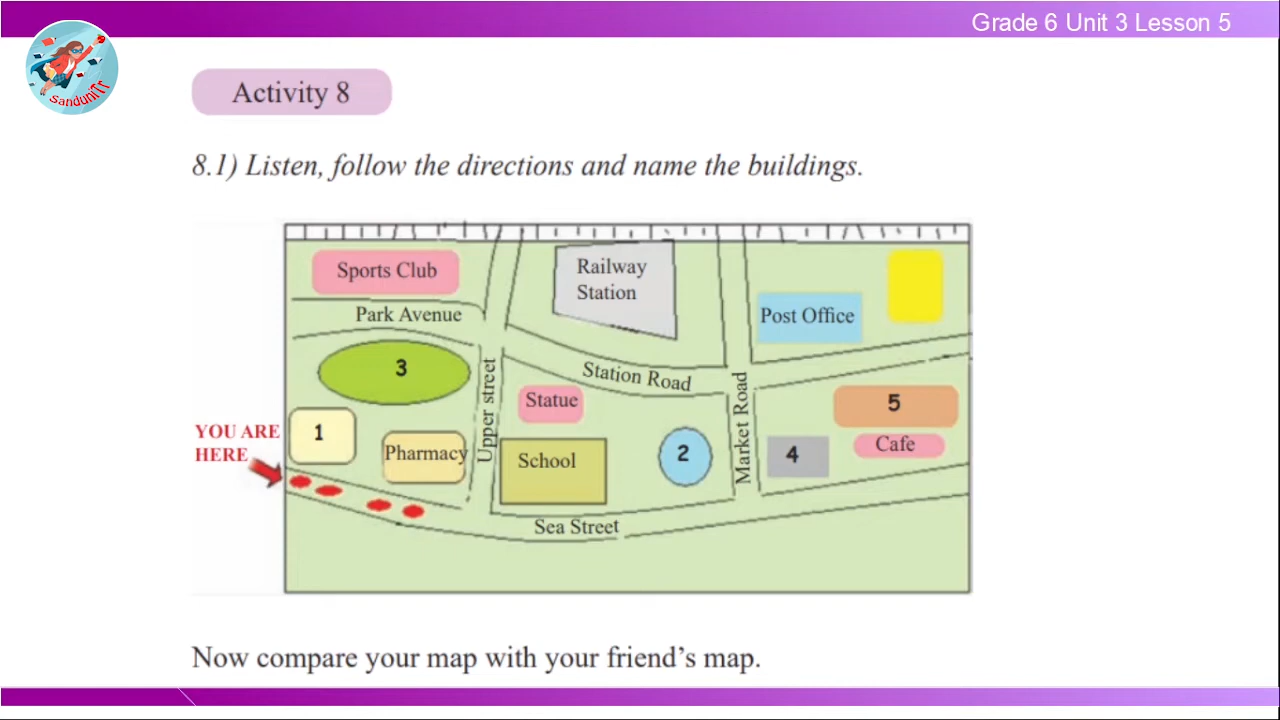 Grade 6 Unit 3 Lesson 5
SanduniTr
Activity 8
8.1) Listen, follow the directions and name the buildings.
Sports Club
Railway
Station
Post Office
Park Avenue
3
Station Road
Upper street
Statue
Market Road
5
YOU ARE
HERE
1
Pharmacy
School
2
4
Cafe
Sea Street
Now compare your map with your friend's map.